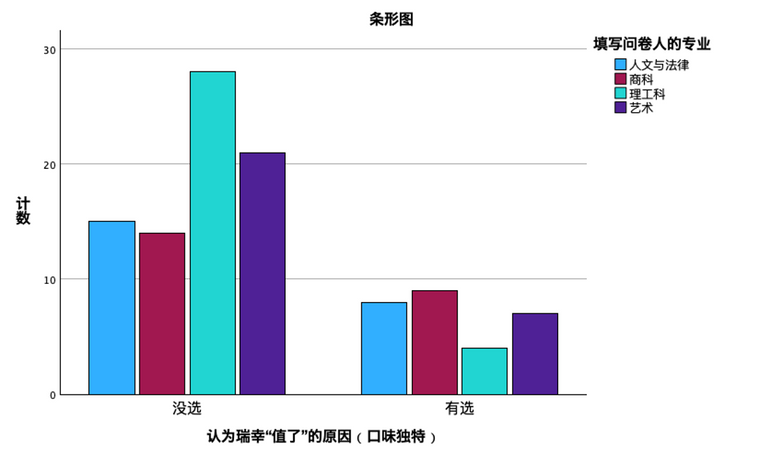 条形图
填写问卷人的专业
人文与法律
商科
理工科
艺术
30
20
10
0
计数
没选
有选
认为瑞幸“值了”的原因（口味独特）